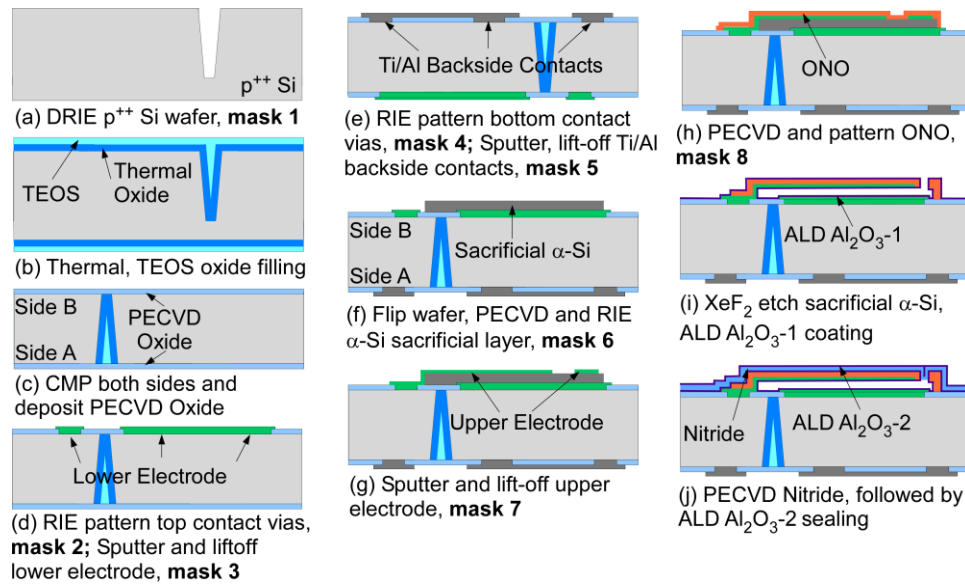 p++ Si
(a) DRIE p++ Si wafer, mask 1
TEOS
Thermal
Oxide
(b) Thermal, TEOS oxide filling
Side B
Side A
PECVD
Oxide
(c) CMP both sides and
deposit PECVD Oxide
Lower Electrode
(d) RIE pattern top contact vias,
mask 2; Sputter and liftoff
lower electrode, mask 3
Ti/Al Backside Contacts
(e) RIE pattern bottom contact
vias, mask 4; Sputter, lift-off Ti/Al
backside contacts, mask 5
Side B
Side A
Sacrificial α-Si
(f) Flip wafer, PECVD and RIE
α-Si sacrificial layer, mask 6
Upper Electrode
(g) Sputter and lift-off upper
electrode, mask 7
ONO
(h) PECVD and pattern ONO,
mask 8
ALD Al₂O₃-1
(i) XeF₂ etch sacrificial α-Si,
ALD Al₂O₃-1 coating
Nitride
ALD Al₂O₃-2
(j) PECVD Nitride, followed by
ALD Al₂O₃-2 sealing